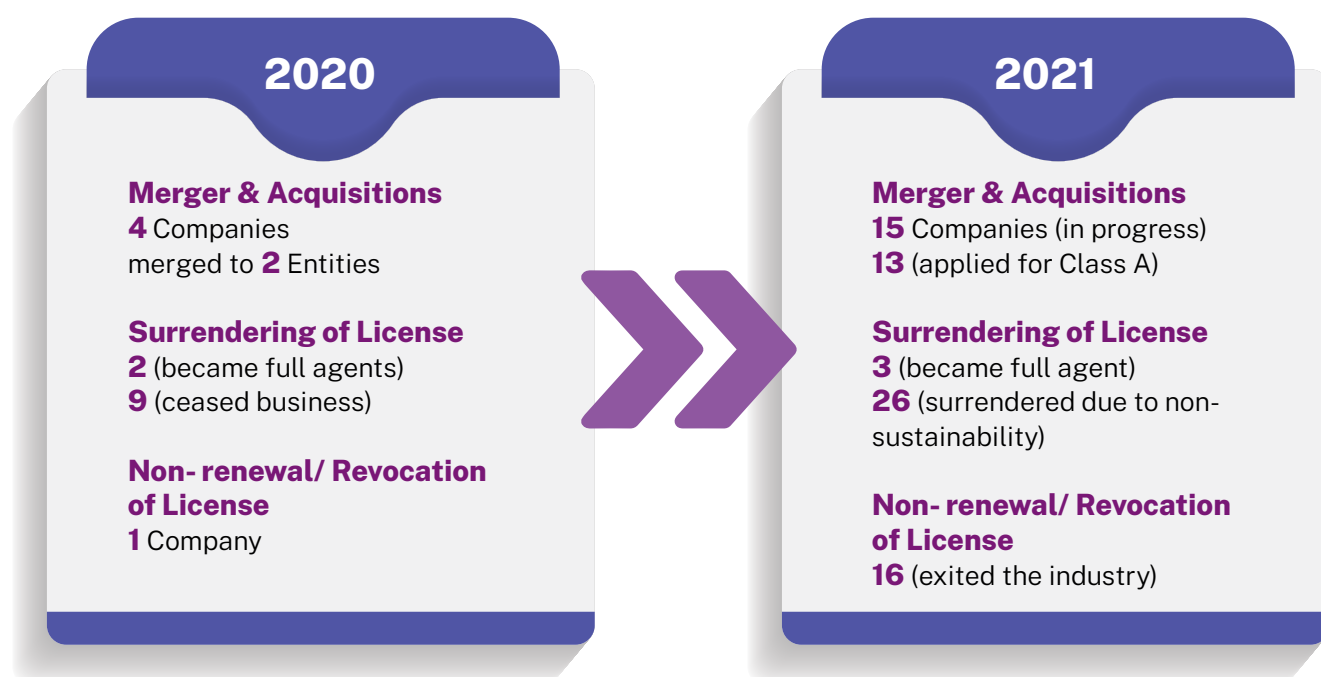 2020
Merger & Acquisitions
4 Companies
merged to 2 Entities
Surrendering of License
2 (became full agents)
9 (ceased business)
Non- renewal/ Revocation
of License
1 Company
2021
Merger & Acquisitions
15 Companies (in progress)
13 (applied for Class A)
Surrendering of License
3 (became full agent)
26 (surrendered due to non-
sustainability)
Non- renewal/ Revocation
of License
16 (exited the industry)